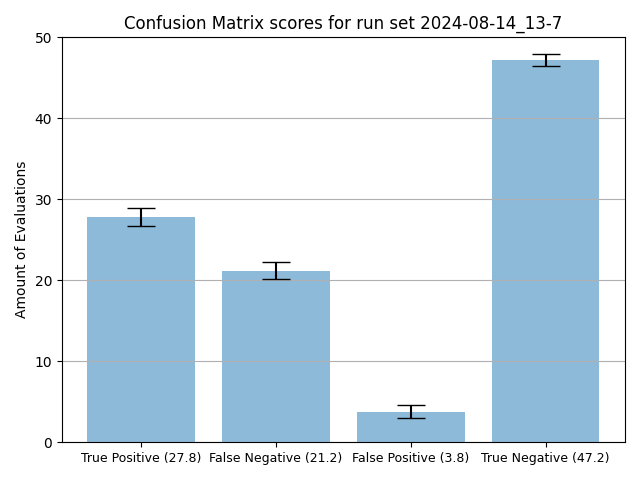 Confusion Matrix scores for run set 2024-08-14_13-7
50
40
30
20
10
0
Amount of Evaluations
True Positive (27.8)
False Negative (21.2)
False Positive (3.8)
True Negative (47.2)